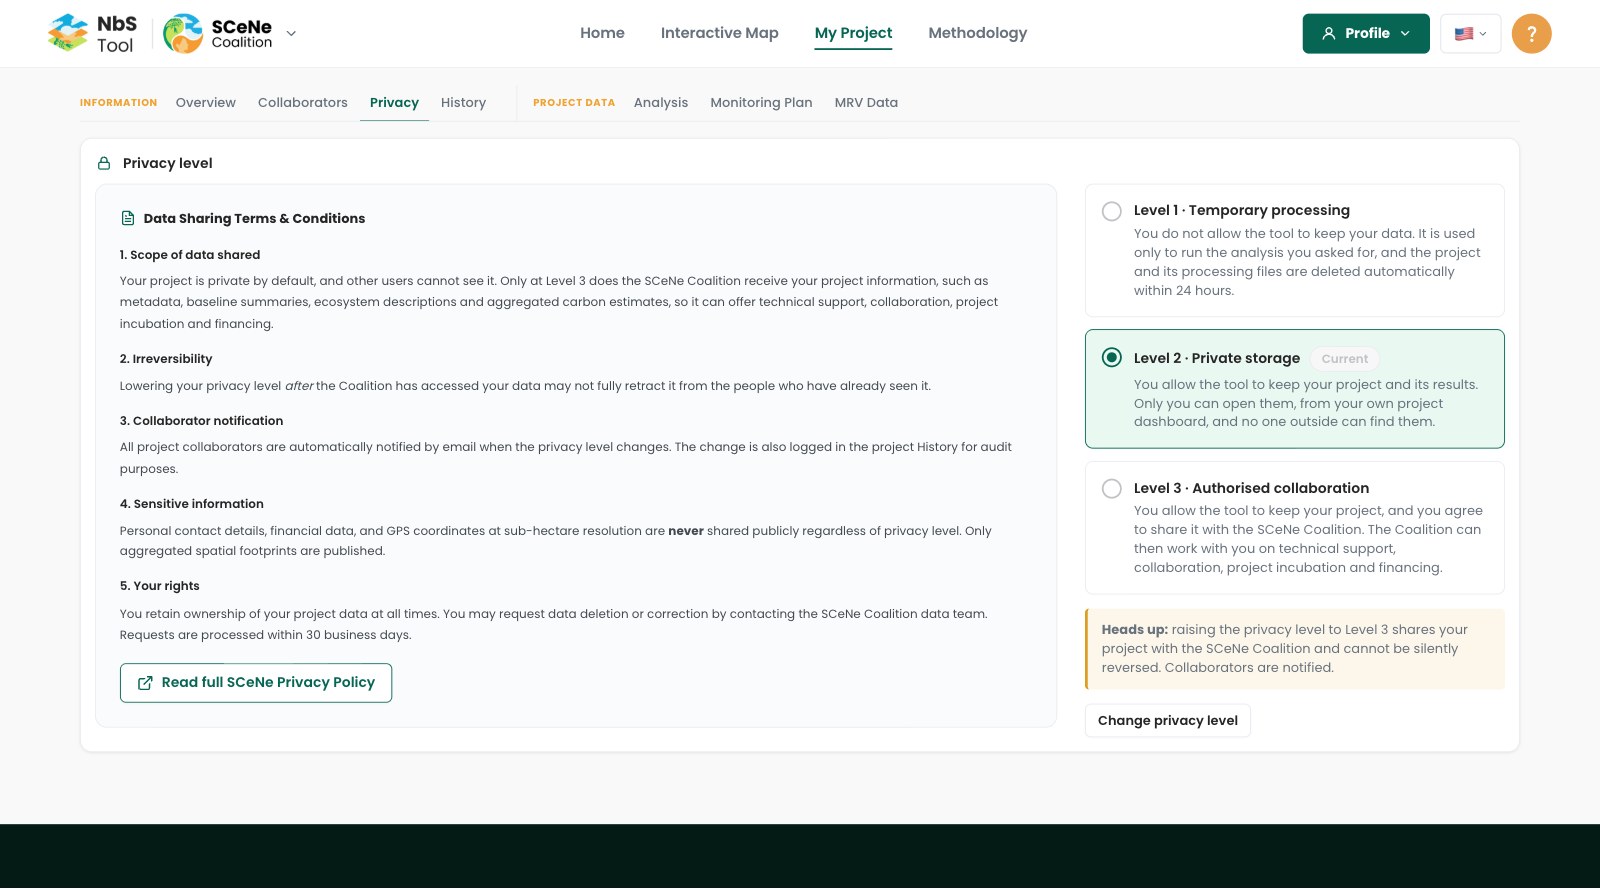 NbS
Tool
SCeNe
Coalition
Home
Interactive Map
My Project
Methodology
Profile
?
INFORMATION
Overview
Collaborators
Privacy
History
PROJECT DATA
Analysis
Monitoring Plan
MRV Data
Privacy level
Data Sharing Terms & Conditions
1. Scope of data shared
Your project is private by default, and other users cannot see it. Only at Level 3 does the SCeNe Coalition receive your project information, such as
metadata, baseline summaries, ecosystem descriptions and aggregated carbon estimates, so it can offer technical support, collaboration, project
incubation and financing.
2. Irreversibility
Lowering your privacy level after the Coalition has accessed your data may not fully retract it from the people who have already seen it.
3. Collaborator notification
All project collaborators are automatically notified by email when the privacy level changes. The change is also logged in the project History for audit
purposes.
4. Sensitive information
Personal contact details, financial data, and GPS coordinates at sub-hectare resolution are never shared publicly regardless of privacy level. Only
aggregated spatial footprints are published.
5. Your rights
You retain ownership of your project data at all times. You may request data deletion or correction by contacting the SCeNe Coalition data team.
Requests are processed within 30 business days.
Read full SCeNe Privacy Policy
Level 1 · Temporary processing
You do not allow the tool to keep your data. It is used
only to run the analysis you asked for, and the project
and its processing files are deleted automatically
within 24 hours.
Level 2 · Private storage
Current
You allow the tool to keep your project and its results.
Only you can open them, from your own project
dashboard, and no one outside can find them.
Level 3 · Authorised collaboration
You allow the tool to keep your project, and you agree
to share it with the SCeNe Coalition. The Coalition can
then work with you on technical support,
collaboration, project incubation and financing.
Heads up: raising the privacy level to Level 3 shares your
project with the SCeNe Coalition and cannot be silently
reversed. Collaborators are notified.
Change privacy level